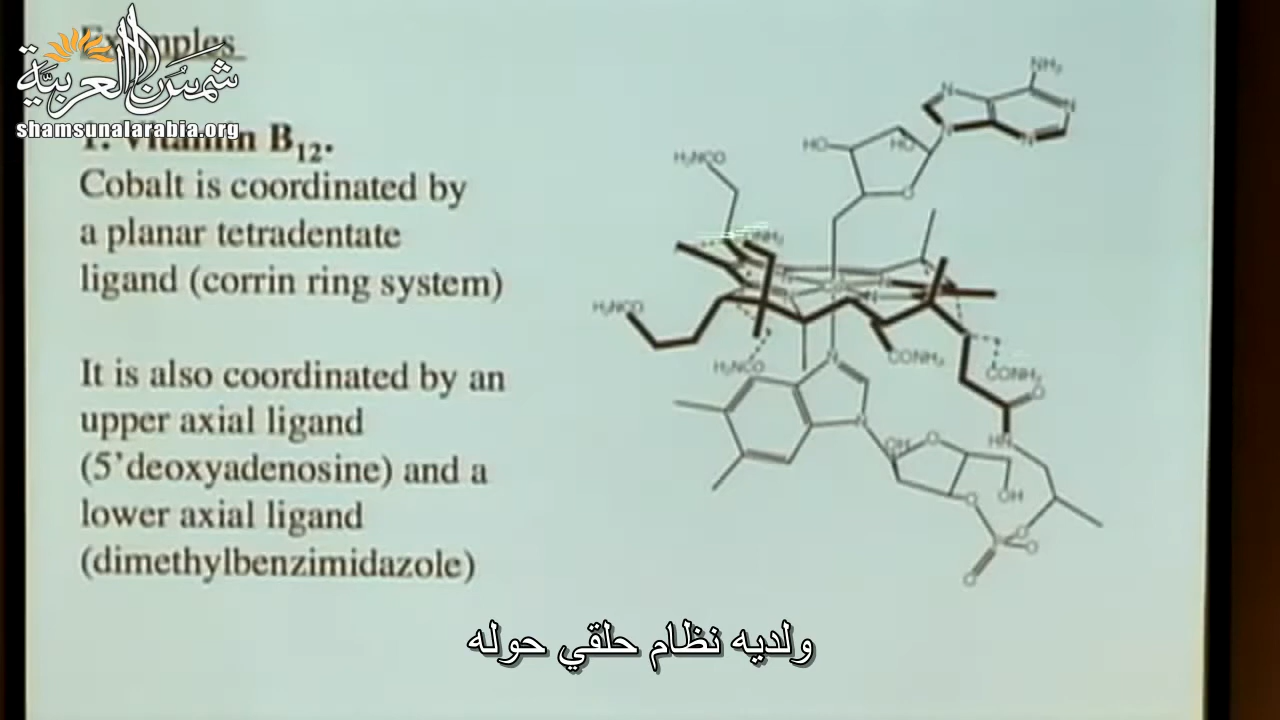 Examples
شمس العربية
shamsunalarabia.org
1. Vitamin B12.
Cobalt is coordinated by
a planar tetradentate
ligand (corrin ring system)
It is also coordinated by an
upper axial ligand
(5'deoxyadenosine) and a
lower axial ligand
(dimethylbenzimidazole)
NH2
N
N
N
N
HO
HO
O
H2NCO
CONH2
H2NCO
H2NCO
CONH2
CONH2
O
HN
N
N
OH
O
OH
O
O
O
O
ولديه نظام حلقي حوله